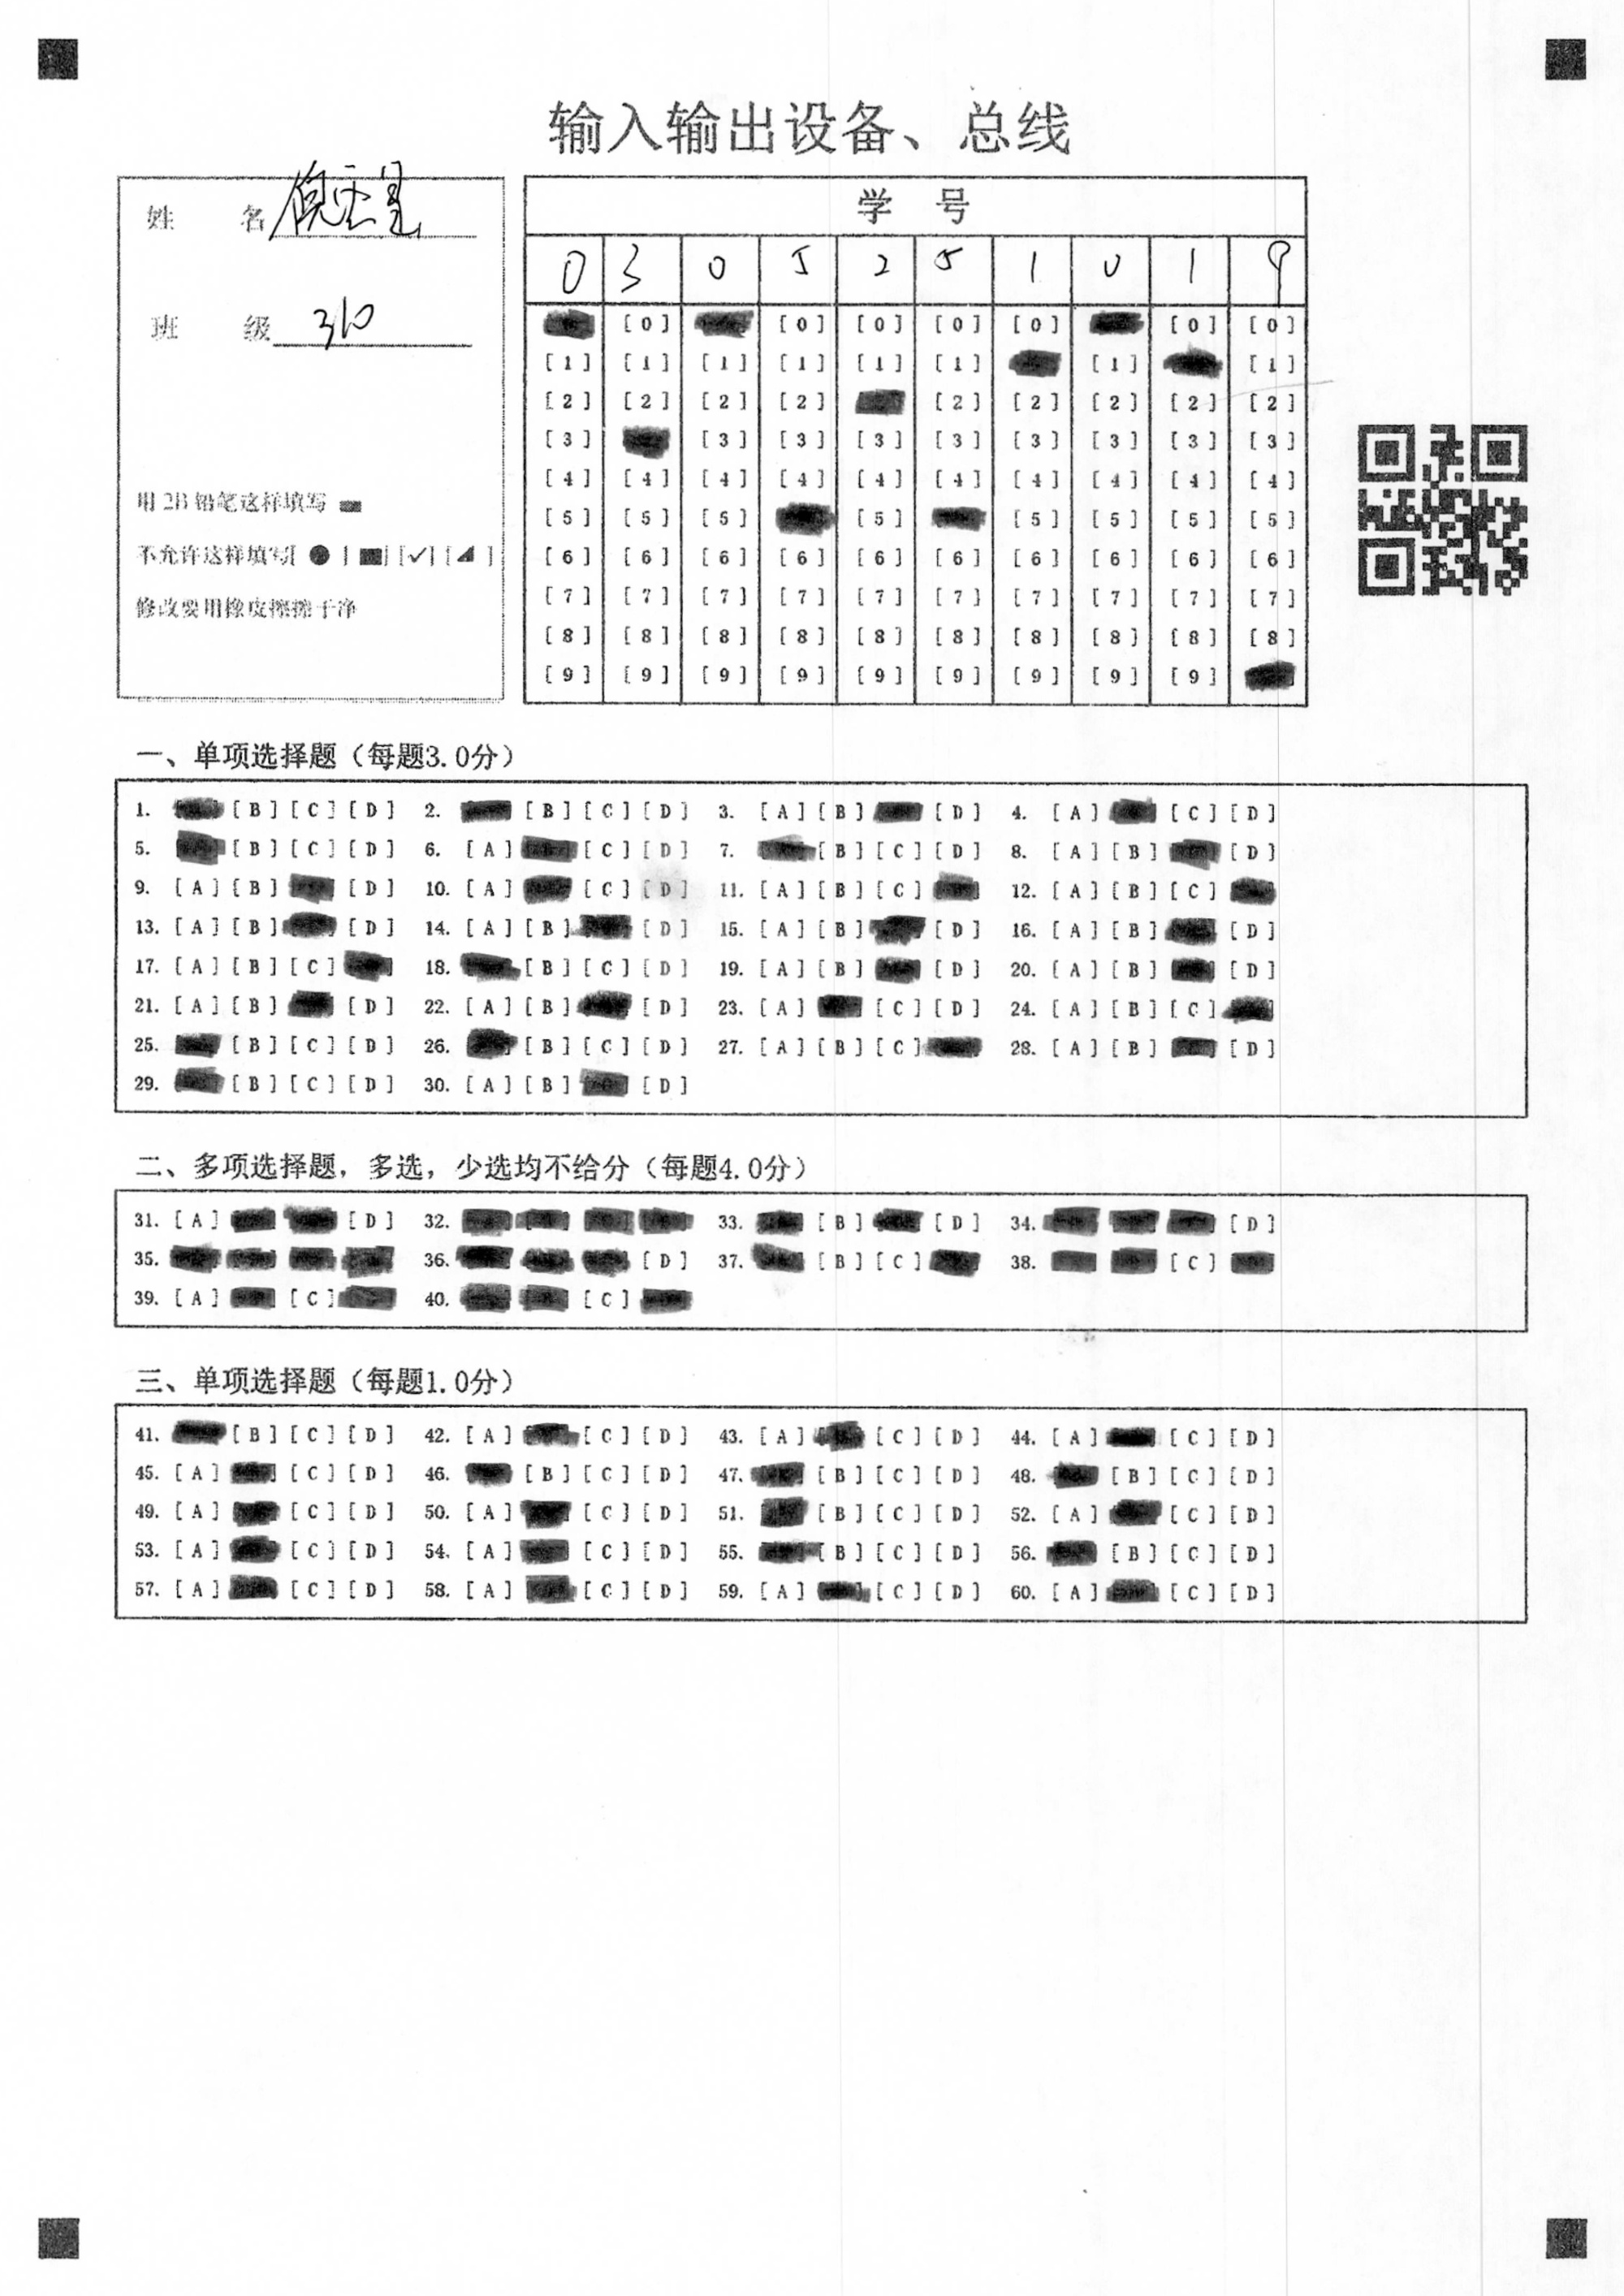 输入输出设备、总线
姓 名
班 级 310
用2B铅笔这样填写
不允许这样填写[ ● ] ■] [✓] [◢ ]
修改要用橡皮擦擦干净
学 号
0 3 0 5 2 5 1 0 1 9
[0] [0] [0] [0] [0] [0] [0]
[1] [1] [1] [1] [1] [1] [1] [1]
[2] [2] [2] [2] [2] [2] [2] [2] [2]
[3] [3] [3] [3] [3] [3] [3] [3] [3]
[4] [4] [4] [4] [4] [4] [4] [4] [4] [4]
[5] [5] [5] [5] [5] [5] [5] [5]
[6] [6] [6] [6] [6] [6] [6] [6] [6] [6]
[7] [7] [7] [7] [7] [7] [7] [7] [7] [7]
[8] [8] [8] [8] [8] [8] [8] [8] [8] [8]
[9] [9] [9] [9] [9] [9] [9] [9] [9]
一、单项选择题（每题3.0分）
1. [B] [C] [D] 2. [B] [C] [D] 3. [A] [B] [D] 4. [A] [C] [D]
5. [B] [C] [D] 6. [A] [C] [D] 7. [B] [C] [D] 8. [A] [B] [D]
9. [A] [B] [D] 10. [A] [C] [D] 11. [A] [B] [C] 12. [A] [B] [C]
13. [A] [B] [D] 14. [A] [B] [D] 15. [A] [B] [D] 16. [A] [B] [D]
17. [A] [B] [C] 18. [B] [C] [D] 19. [A] [B] [D] 20. [A] [B] [D]
21. [A] [B] [D] 22. [A] [B] [D] 23. [A] [C] [D] 24. [A] [B] [C]
25. [B] [C] [D] 26. [B] [C] [D] 27. [A] [B] [C] 28. [A] [B] [D]
29. [B] [C] [D] 30. [A] [B] [D]
二、多项选择题，多选，少选均不给分（每题4.0分）
31. [A] [D] 32. 33. [B] [D] 34. [D]
35. 36. [D] 37. [B] [C] 38. [C]
39. [A] [C] 40. [C]
三、单项选择题（每题1.0分）
41. [B] [C] [D] 42. [A] [C] [D] 43. [A] [C] [D] 44. [A] [C] [D]
45. [A] [C] [D] 46. [B] [C] [D] 47. [B] [C] [D] 48. [B] [C] [D]
49. [A] [C] [D] 50. [A] [C] [D] 51. [B] [C] [D] 52. [A] [C] [D]
53. [A] [C] [D] 54. [A] [C] [D] 55. [B] [C] [D] 56. [B] [C] [D]
57. [A] [C] [D] 58. [A] [C] [D] 59. [A] [C] [D] 60. [A] [C] [D]